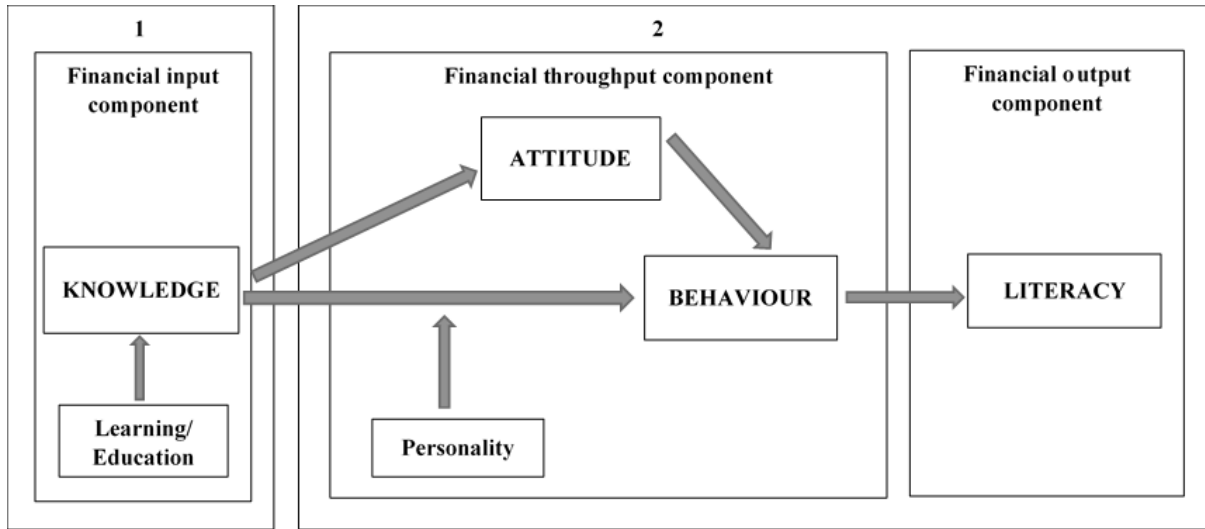 1
Financial input
component
KNOWLEDGE
Learning/
Education
2
Financial throughput component
ATTITUDE
BEHAVIOUR
Personality
Financial output
component
LITERACY